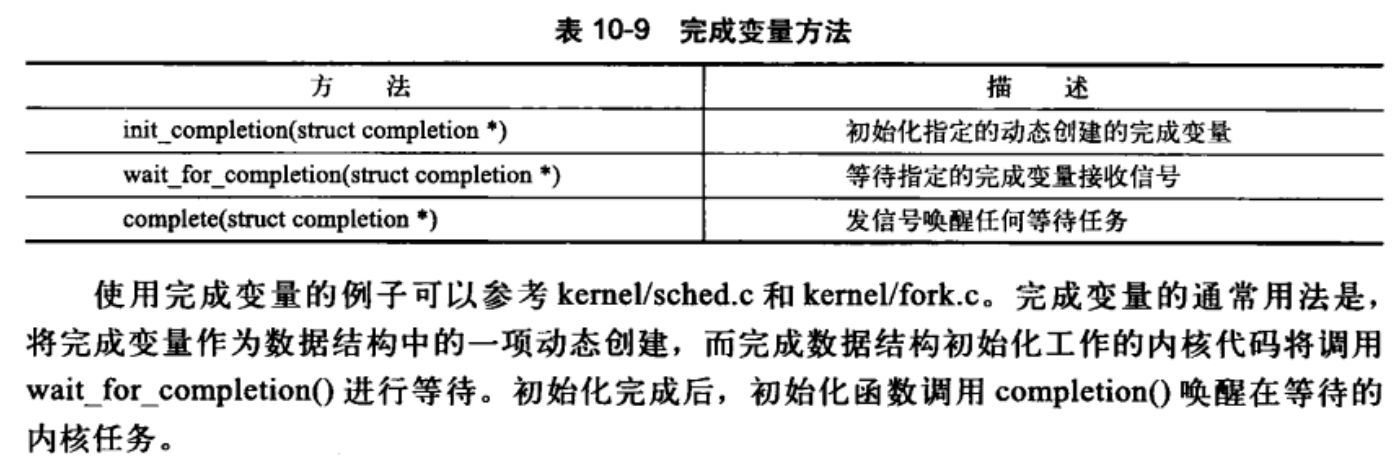 表 10-9 完成变量方法
方 法 描 述
init_completion(struct completion *) 初始化指定的动态创建的完成变量
wait_for_completion(struct completion *) 等待指定的完成变量接收信号
complete(struct completion *) 发信号唤醒任何等待任务
使用完成变量的例子可以参考 kernel/sched.c 和 kernel/fork.c。完成变量的通常用法是，
将完成变量作为数据结构中的一项动态创建，而完成数据结构初始化工作的内核代码将调用
wait_for_completion() 进行等待。初始化完成后，初始化函数调用 completion() 唤醒在等待的
内核任务。